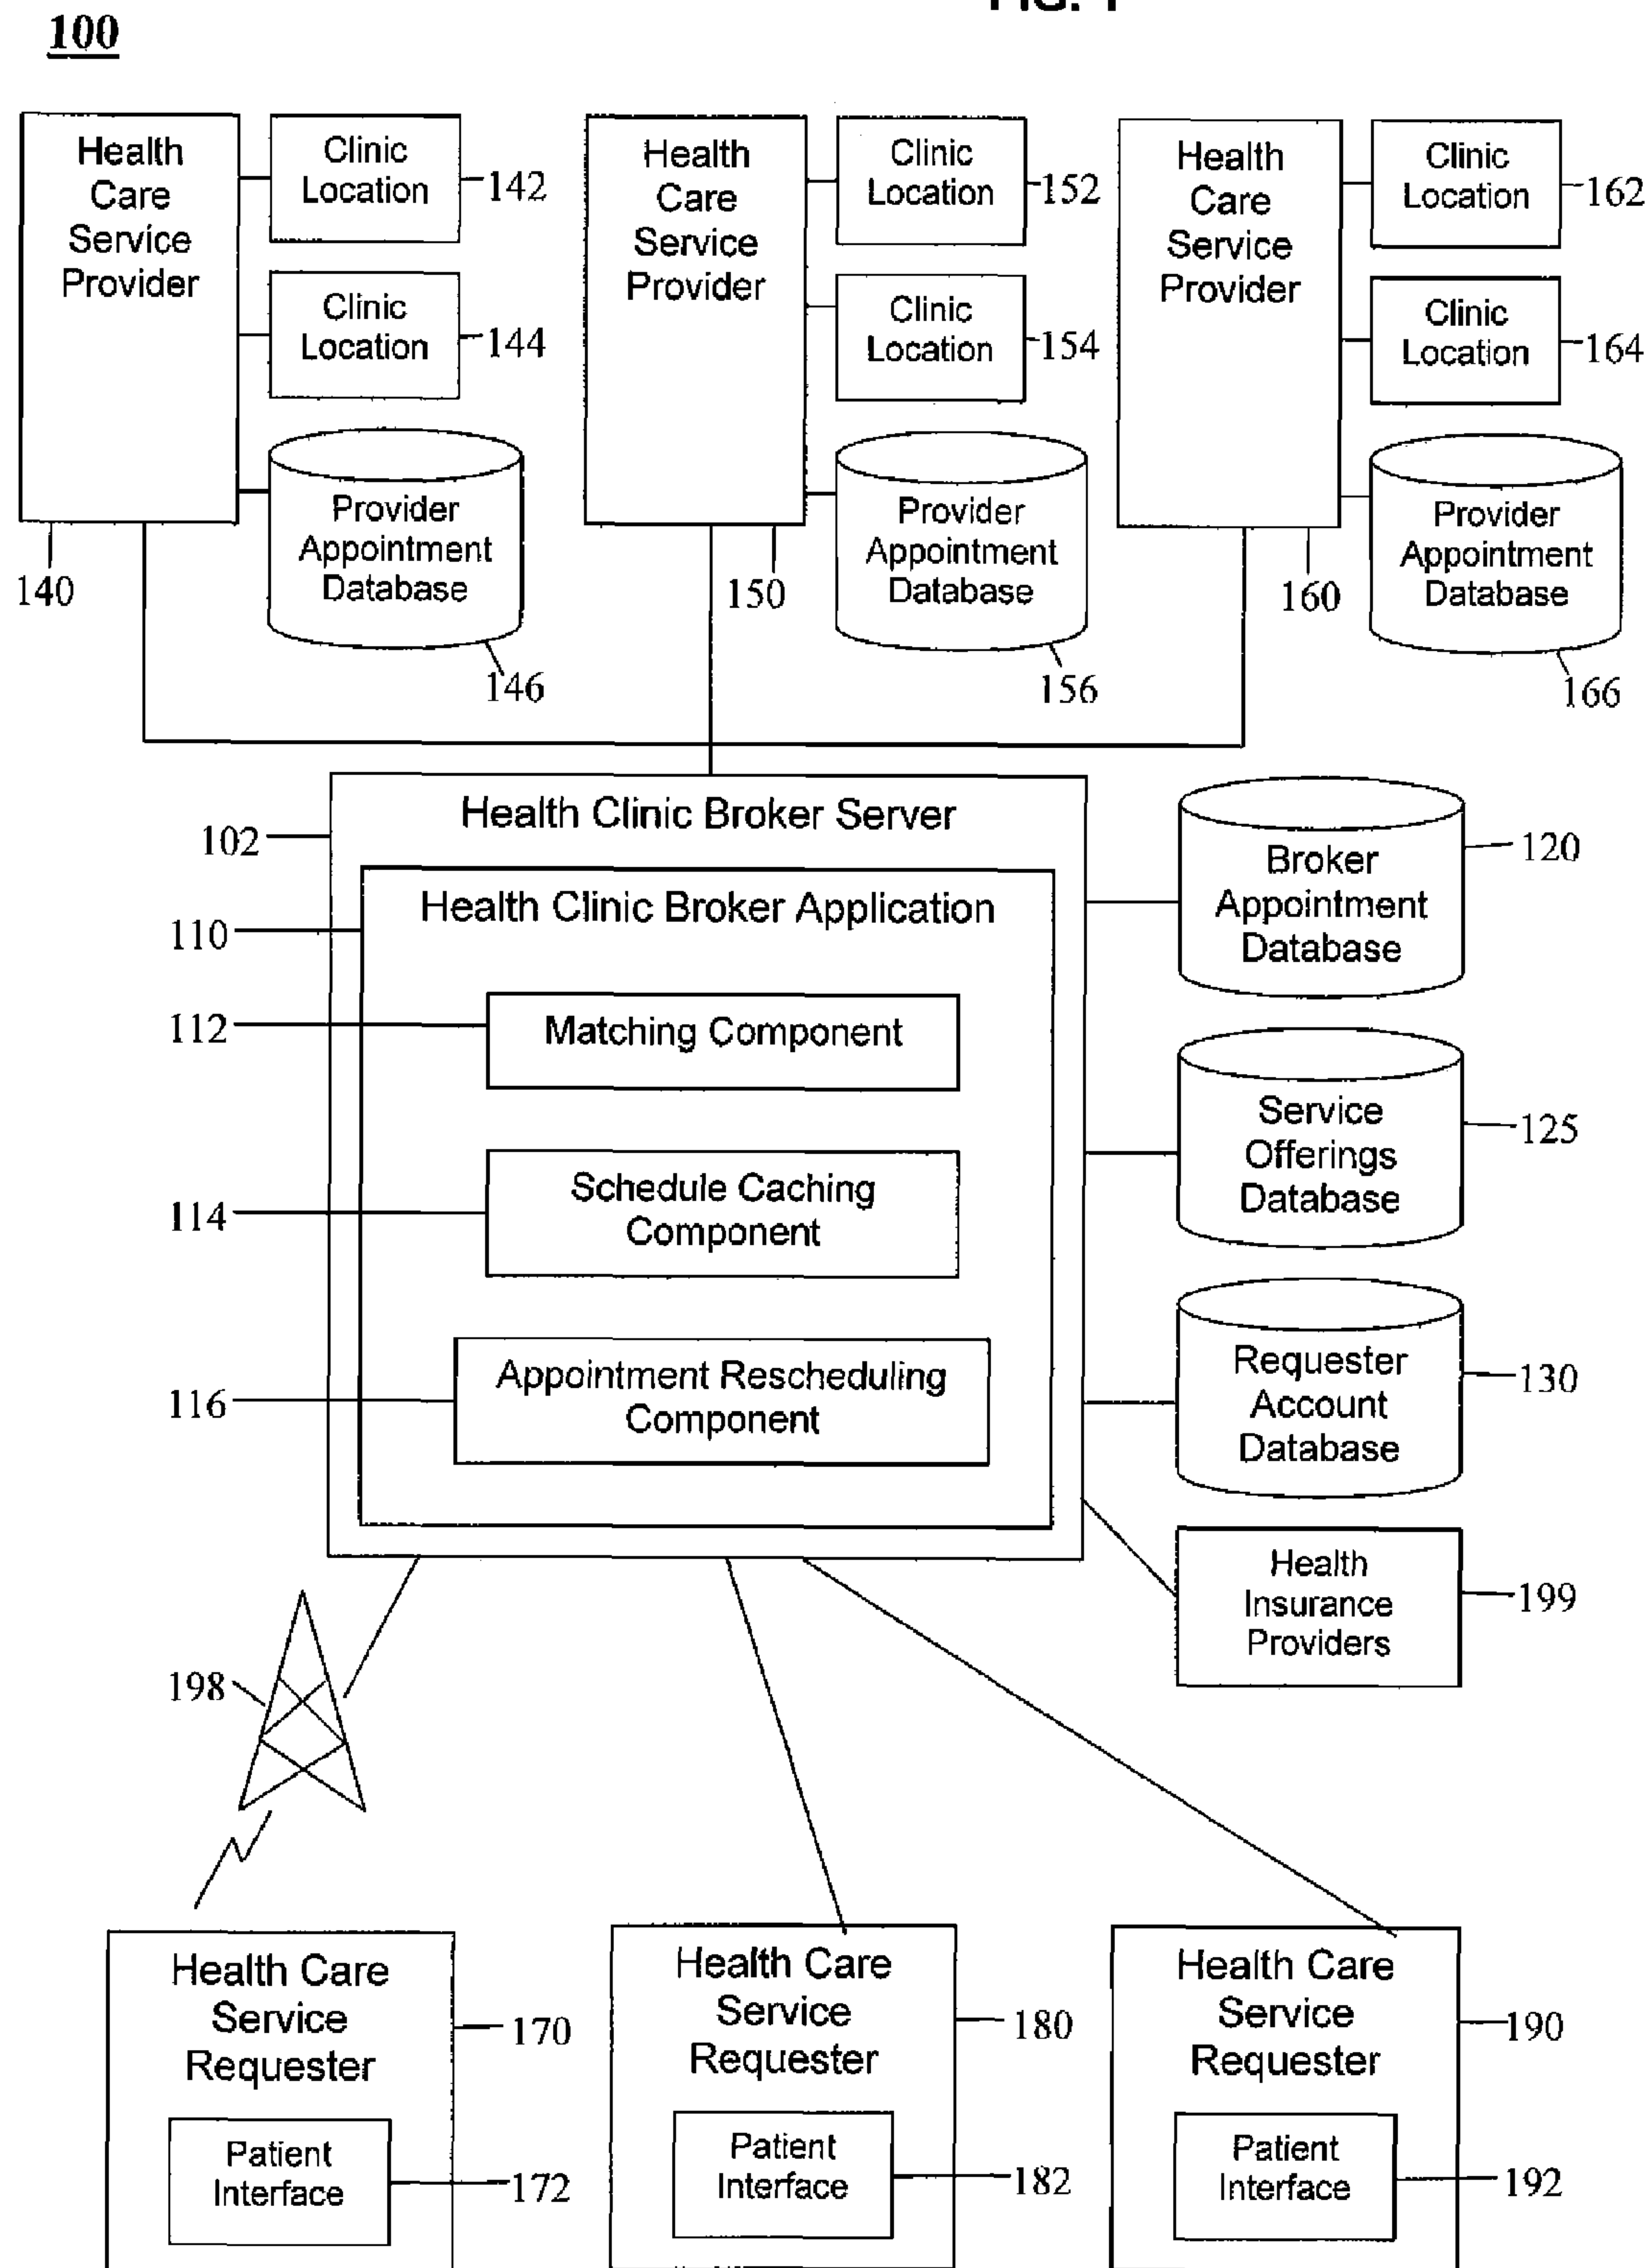 FIG. 1
100
Health
Care
Service
Provider
Clinic
Location
142
Clinic
Location
144
Provider
Appointment
Database
140
146
Health
Care
Service
Provider
Clinic
Location
152
Clinic
Location
154
Provider
Appointment
Database
150
156
Health
Care
Service
Provider
Clinic
Location
162
Clinic
Location
164
Provider
Appointment
Database
160
166
Health Clinic Broker Server
102
Health Clinic Broker Application
110
Matching Component
112
Schedule Caching
Component
114
Appointment Rescheduling
Component
116
Broker
Appointment
Database
120
Service
Offerings
Database
125
Requester
Account
Database
130
Health
Insurance
Providers
199
198
Health Care
Service
Requester
170
Patient
Interface
172
Health Care
Service
Requester
180
Patient
Interface
182
Health Care
Service
Requester
190
Patient
Interface
192